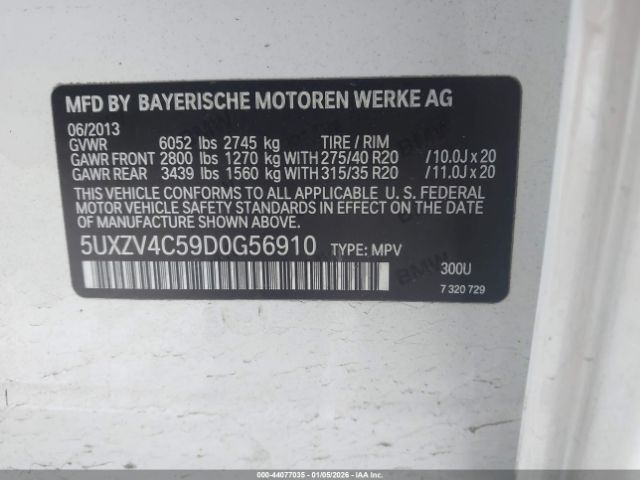 MFD BY BAYERISCHE MOTOREN WERKE AG
06/2013
GVWR 6052 lbs 2745 kg TIRE / RIM
GAWR FRONT 2800 lbs 1270 kg WITH 275/40 R20 /10.0J x 20
GAWR REAR 3439 lbs 1560 kg WITH 315/35 R20 /11.0J x 20
THIS VEHICLE CONFORMS TO ALL APPLICABLE U. S. FEDERAL
MOTOR VEHICLE SAFETY STANDARDS IN EFFECT ON THE DATE
OF MANUFACTURE SHOWN ABOVE.
5UXZV4C59D0G56910 TYPE: MPV
300U
7 320 729
000-44077035 - 01/05/2026 - IAA Copyright